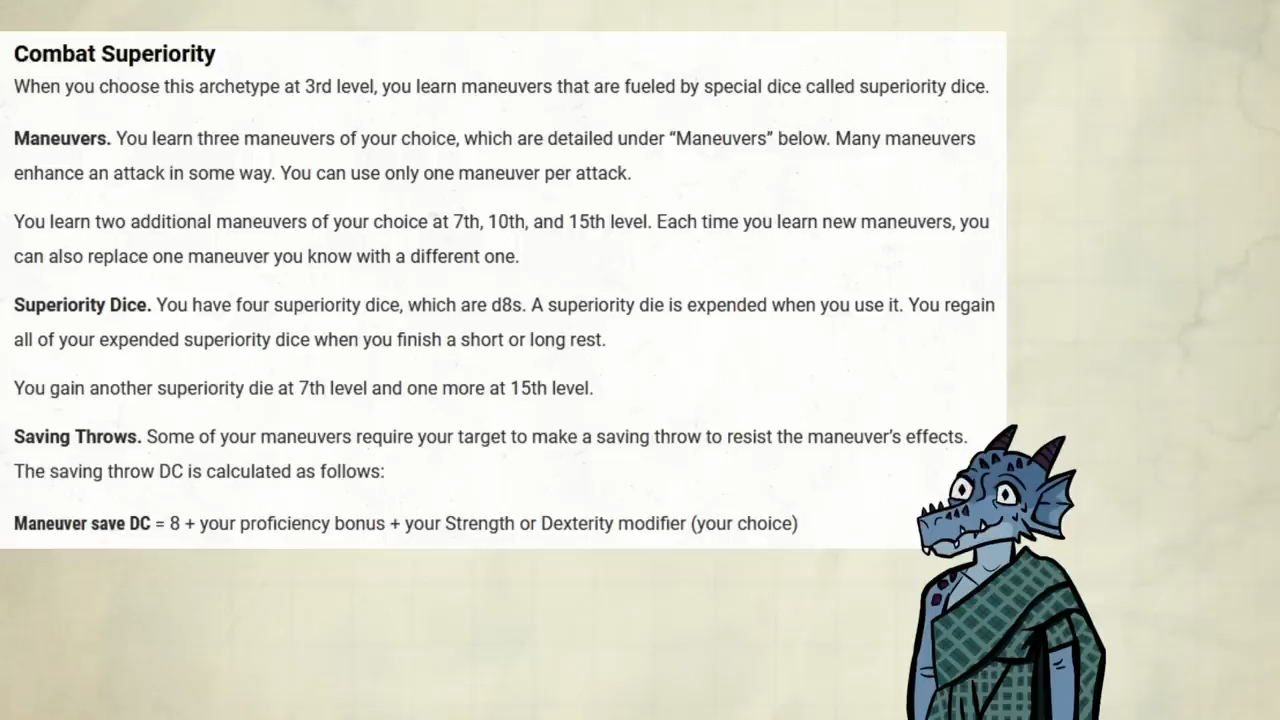 Combat Superiority
When you choose this archetype at 3rd level, you learn maneuvers that are fueled by special dice called superiority dice.
Maneuvers. You learn three maneuvers of your choice, which are detailed under “Maneuvers” below. Many maneuvers
enhance an attack in some way. You can use only one maneuver per attack.
You learn two additional maneuvers of your choice at 7th, 10th, and 15th level. Each time you learn new maneuvers, you
can also replace one maneuver you know with a different one.
Superiority Dice. You have four superiority dice, which are d8s. A superiority die is expended when you use it. You regain
all of your expended superiority dice when you finish a short or long rest.
You gain another superiority die at 7th level and one more at 15th level.
Saving Throws. Some of your maneuvers require your target to make a saving throw to resist the maneuver’s effects.
The saving throw DC is calculated as follows:
Maneuver save DC = 8 + your proficiency bonus + your Strength or Dexterity modifier (your choice)